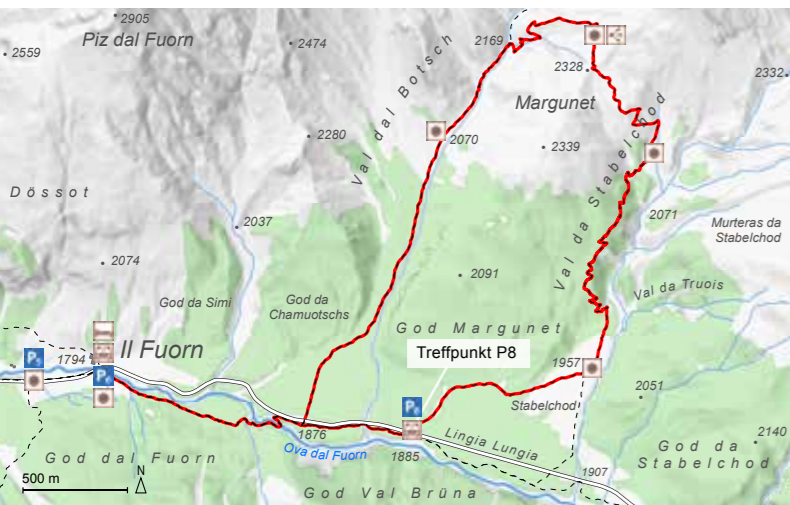 2905
2559
Piz dal Fuorn
2474
2169
2328
2332
Margunet
Val dal Botsch
2280
2070
2339
Val da Stabelchod
Dössot
2037
2071
Murteras da
Stabelchod
2074
2091
God da Simi
God da
Chamuotschs
Val da Truois
God Margunet
1794
Il Fuorn
Treffpunkt P8
1957
2051
Stabelchod
1876
Lingia Lungia
2140
God da
Stabelchod
God dal Fuorn
Ova dal Fuorn
1885
1907
500 m
N
God Val Brüna